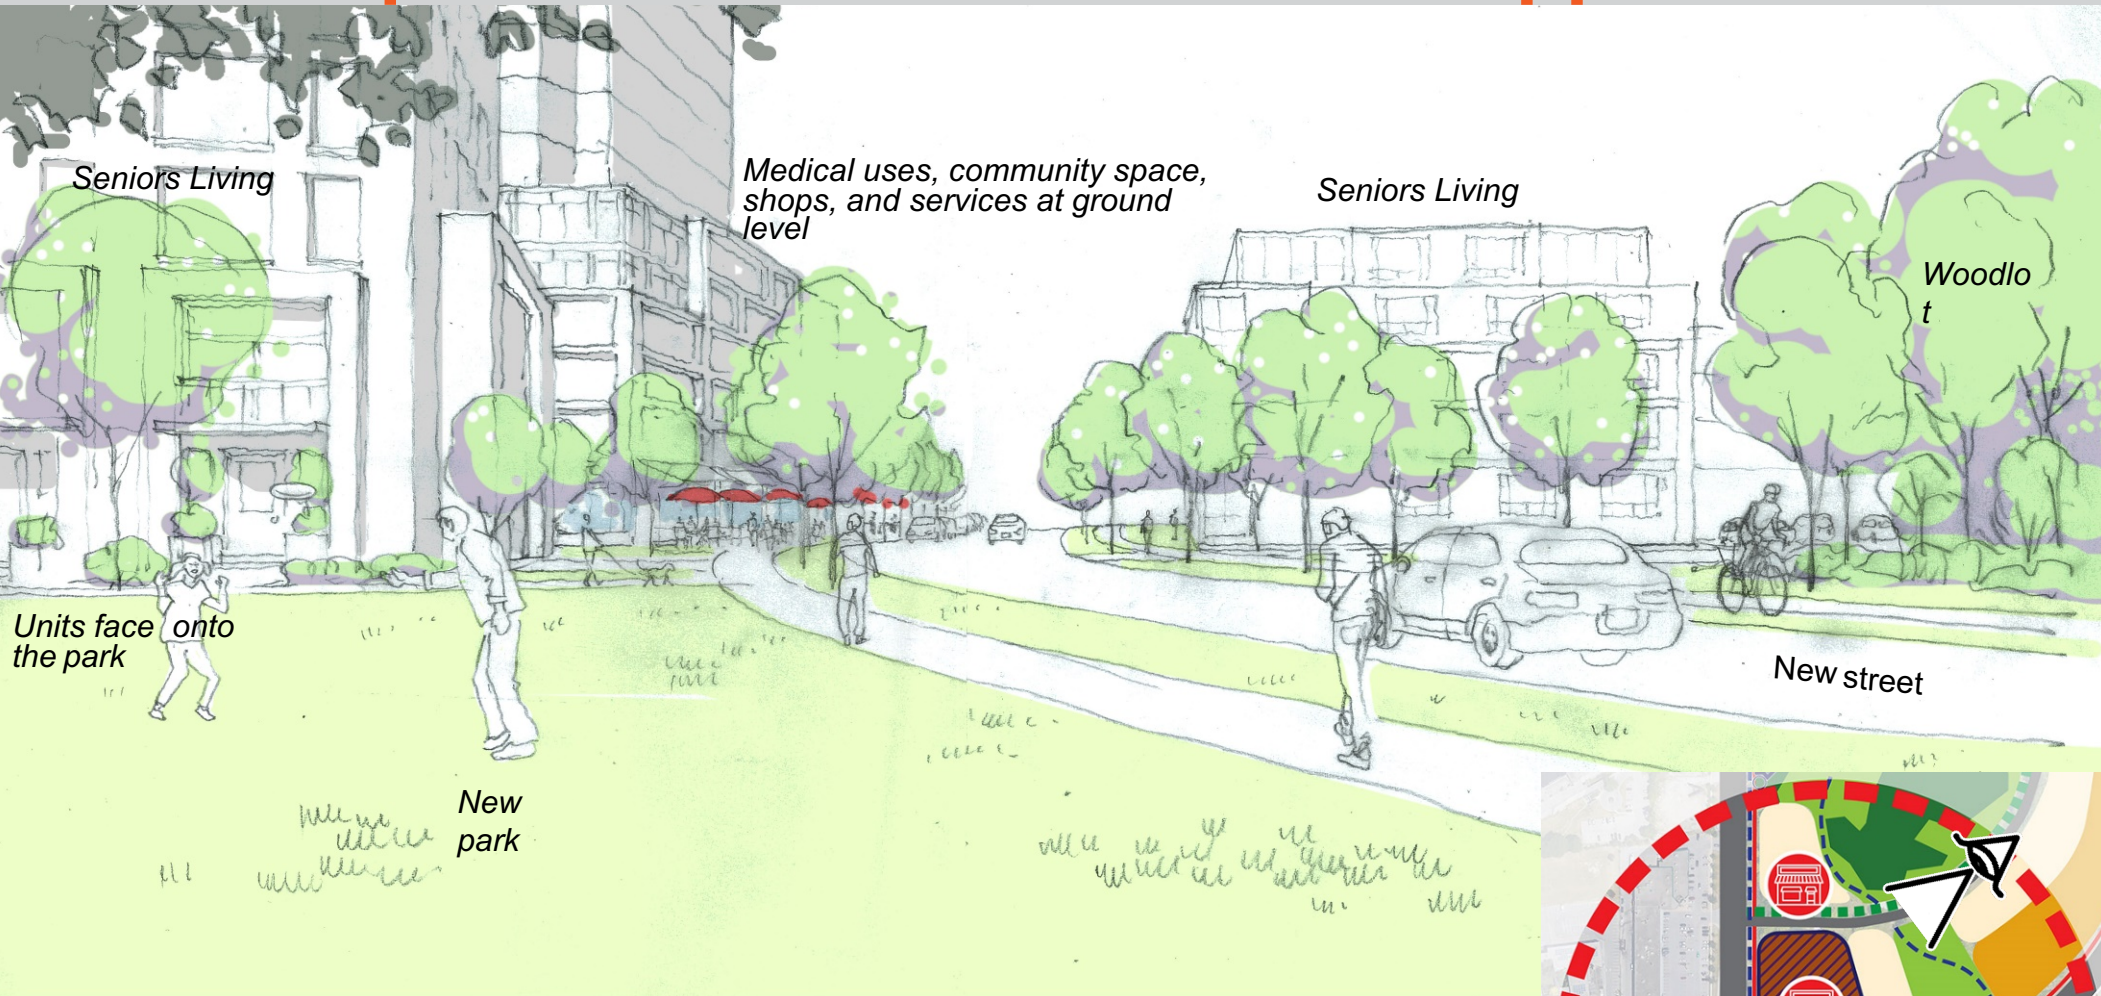 Seniors Living
Medical uses, community space,
shops, and services at ground
level
Seniors Living
Woodlo
t
Units face onto
the park
New street
New
park